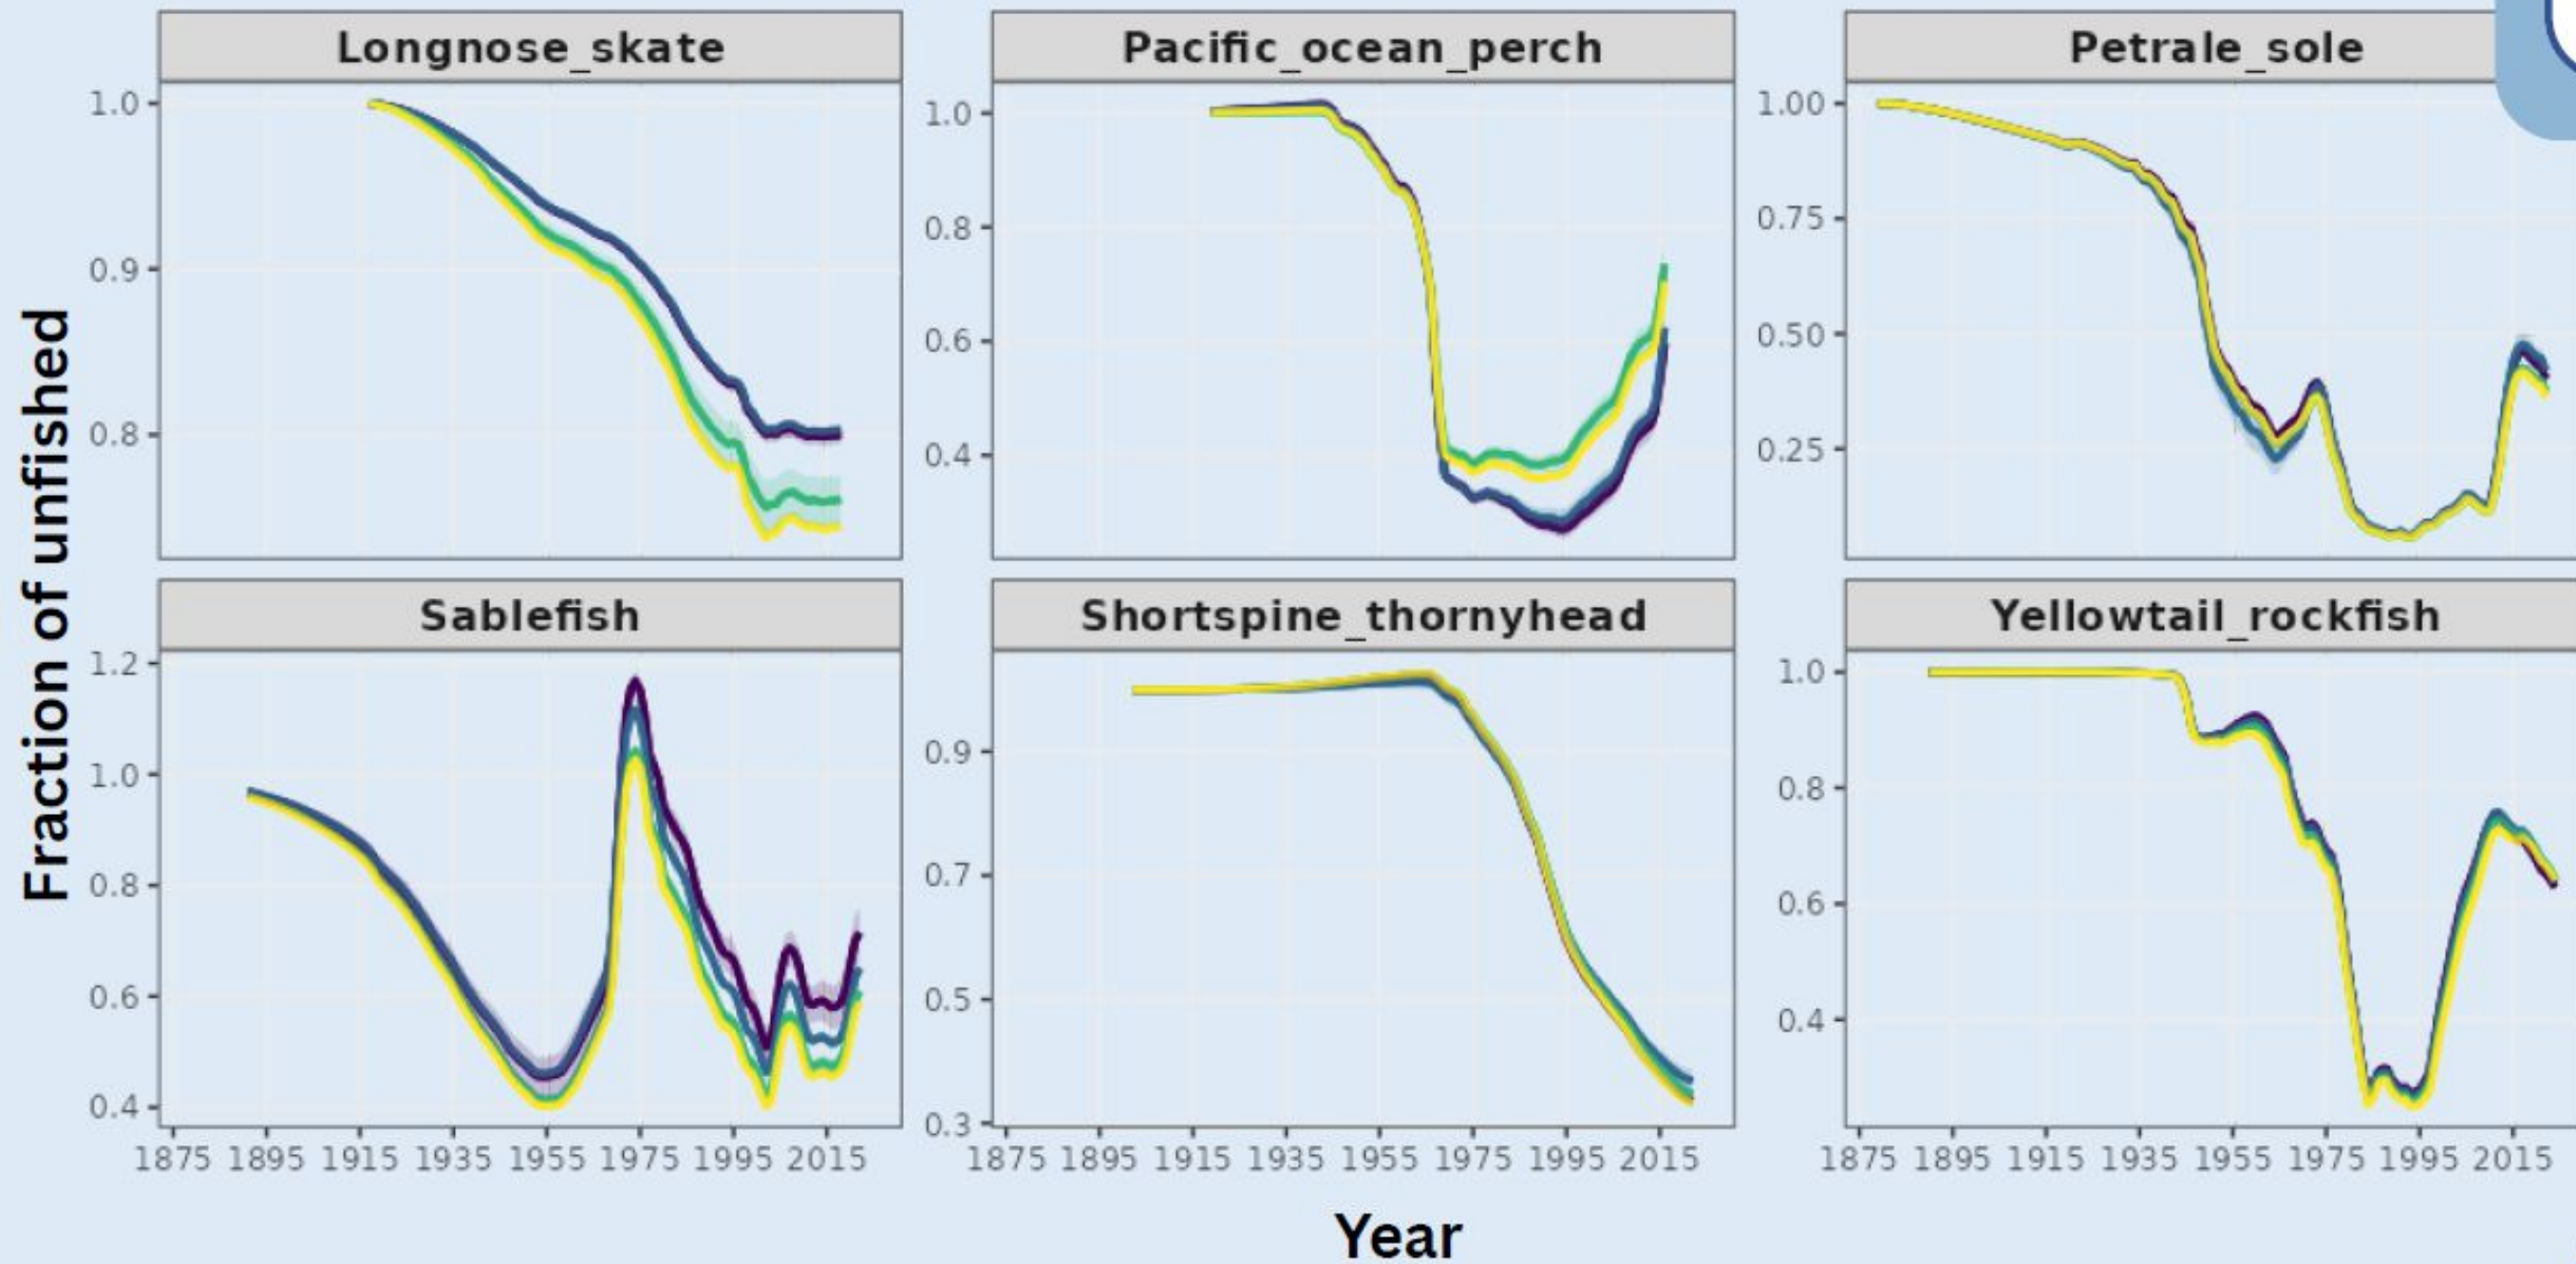 Longnose_skate
Pacific_ocean_perch
Petrale_sole
1.0
0.9
0.8
1.0
0.8
0.6
0.4
1.00
0.75
0.50
0.25
Fraction of unfished
Sablefish
Shortspine_thornyhead
Yellowtail_rockfish
1.2
1.0
0.8
0.6
0.4
0.9
0.7
0.5
0.3
1.0
0.8
0.6
0.4
1875 1895 1915 1935 1955 1975 1995 2015
1875 1895 1915 1935 1955 1975 1995 2015
1875 1895 1915 1935 1955 1975 1995 2015
Year